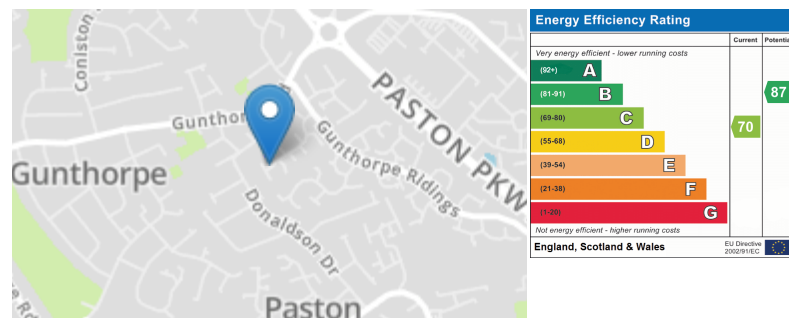 Coniston
PASTON PKW
Gunthor
Gunthorpe Ridings
Gunthorpe
Donaldson Dr
Paston
Energy Efficiency Rating
Current Potentia
Very energy efficient - lower running costs
(92+) A
(81-91) B 87
(69-80) C 70
(55-68) D
(39-54) E
(21-38) F
(1-20) G
Not energy efficient - higher running costs
England, Scotland & Wales
EU Directive
2002/91/EC